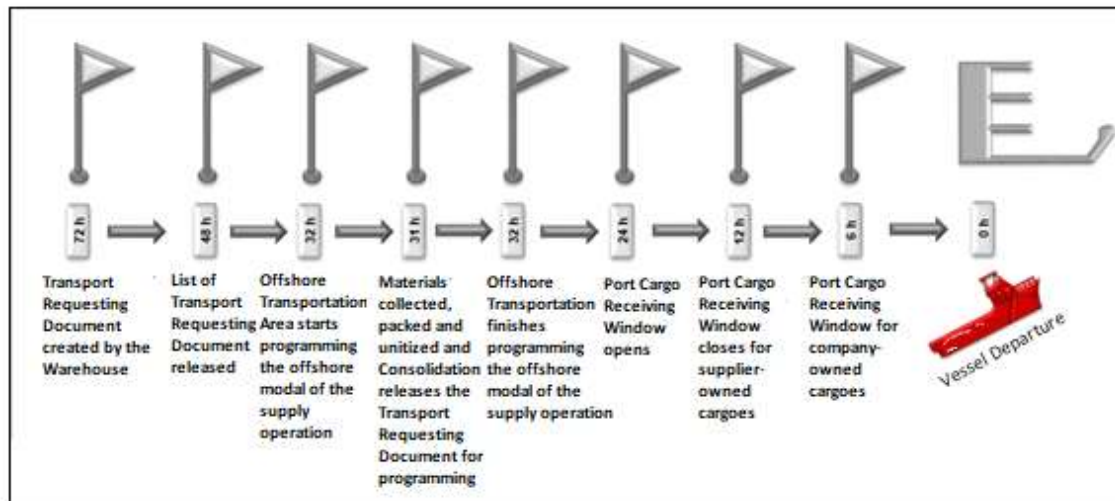 72 h
48 h
32 h
31 h
32 h
24 h
12 h
6 h
0 h
Transport
Requesting
Document
created by the
Warehouse
List of
Transport
Requesting
Document
released
Offshore
Transportation
Area starts
programming
the offshore
modal of the
supply
operation
Materials
collected,
packed and
unitized and
Consolidation
releases the
Transport
Requesting
Document for
programming
Offshore
Transportation
finishes
programming
the offshore
modal of the
supply operation
Port Cargo
Receiving
Window
opens
Port Cargo
Receiving
Window
closes for
supplier-
owned
cargoes
Port Cargo
Receiving
Window for
company-
owned
cargoes
Vessel Departure